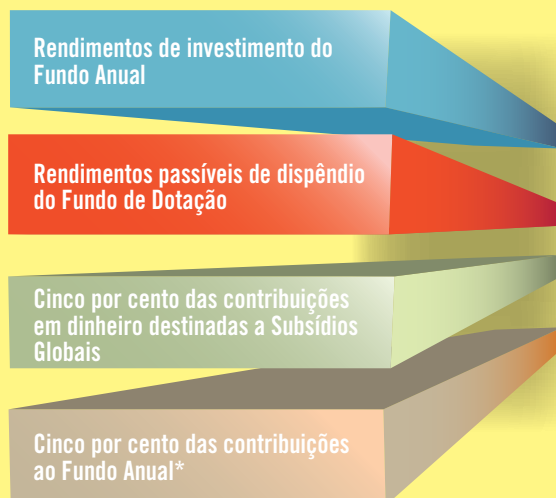 Rendimentos de investimento do
Fundo Anual
Rendimentos passíveis de dispêndio
do Fundo de Dotação
Cinco por cento das contribuições
em dinheiro destinadas a Subsídios
Globais
Cinco por cento das contribuições
ao Fundo Anual*